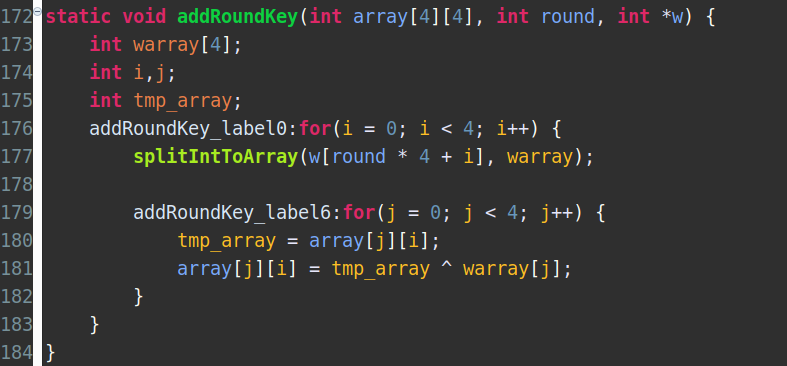 172 static void addRoundKey(int array[4][4], int round, int *w) {
173     int warray[4];
174     int i,j;
175     int tmp_array;
176     addRoundKey_label0:for(i = 0; i < 4; i++) {
177         splitIntToArray(w[round * 4 + i], warray);
178
179         addRoundKey_label6:for(j = 0; j < 4; j++) {
180             tmp_array = array[j][i];
181             array[j][i] = tmp_array ^ warray[j];
182         }
183     }
184 }